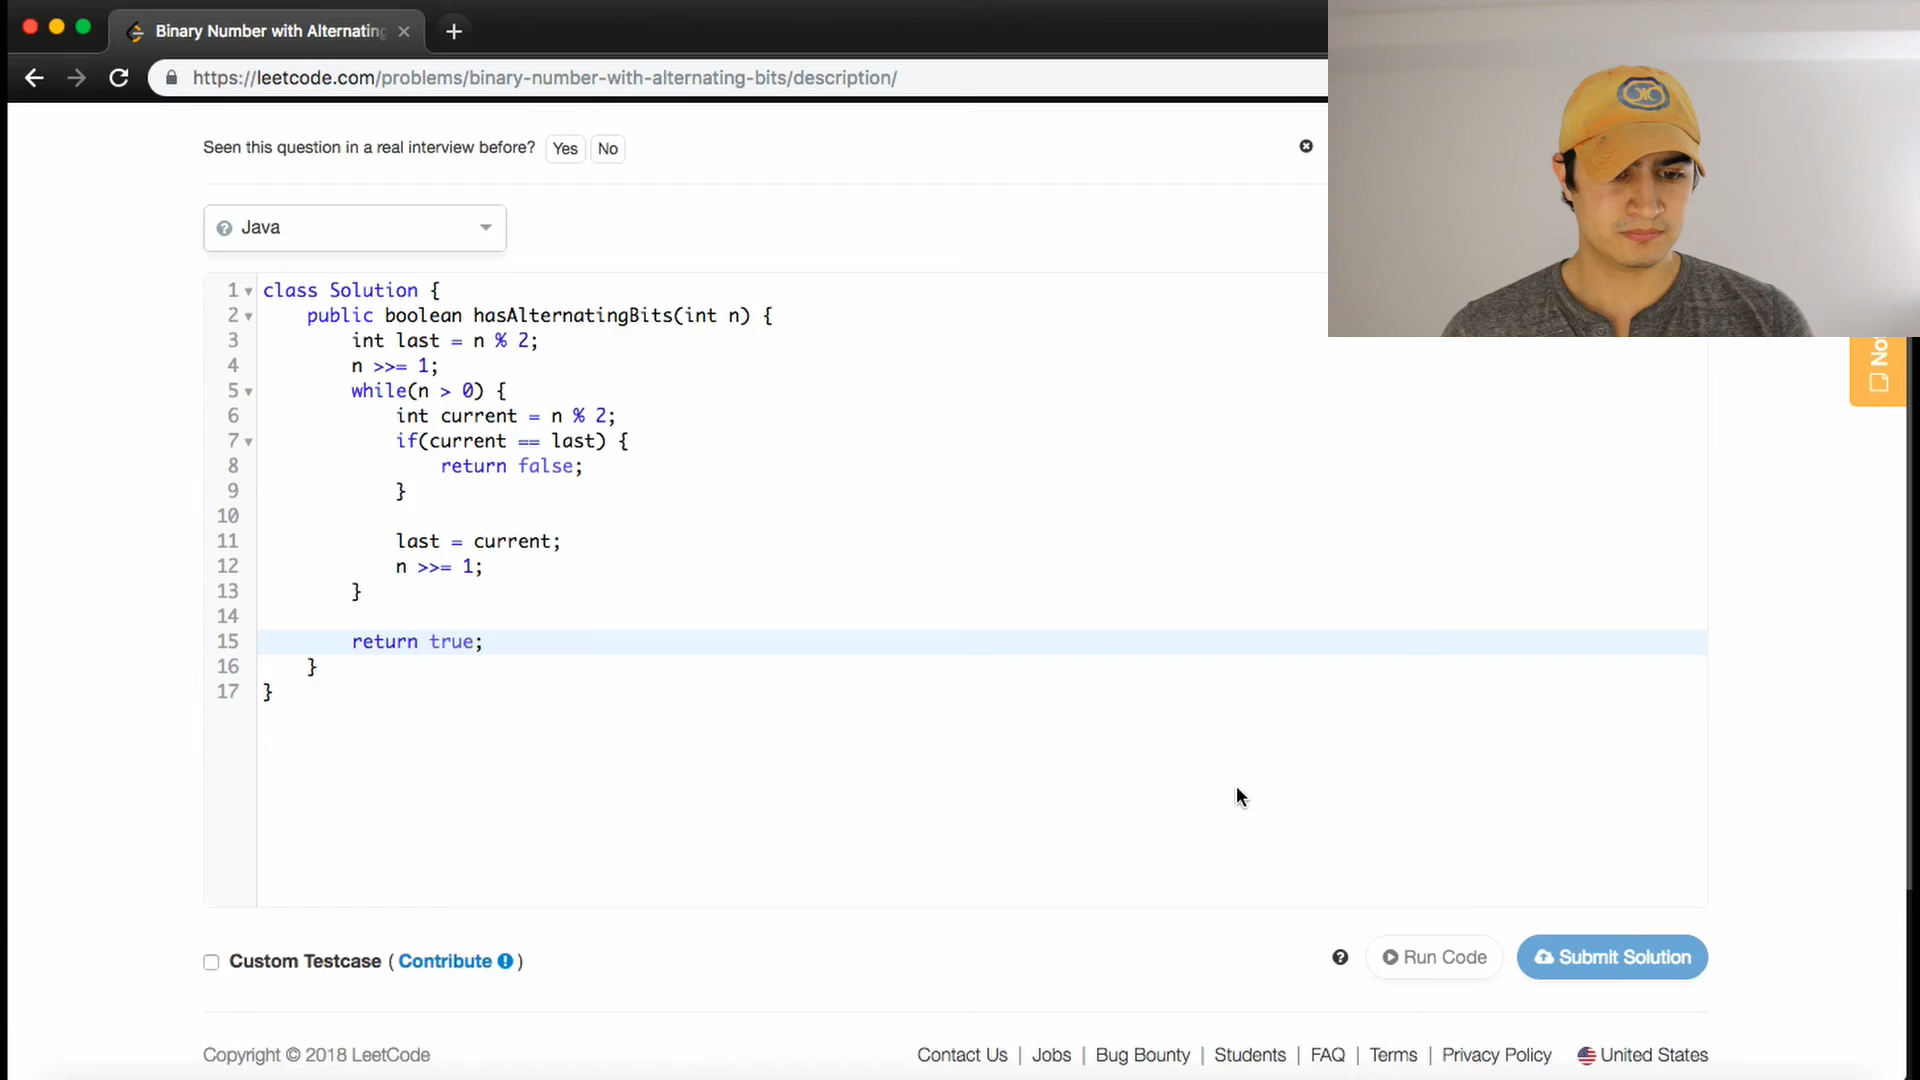 Binary Number with Alternating
https://leetcode.com/problems/binary-number-with-alternating-bits/description/
Seen this question in a real interview before? Yes No
Java
1 class Solution {
2 public boolean hasAlternatingBits(int n) {
3 int last = n % 2;
4 n >>= 1;
5 while(n > 0) {
6 int current = n % 2;
7 if(current == last) {
8 return false;
9 }
10
11 last = current;
12 n >>= 1;
13 }
14
15 return true;
16 }
17 }
Custom Testcase ( Contribute )
Run Code
Submit Solution
Copyright © 2018 LeetCode
Contact Us | Jobs | Bug Bounty | Students | FAQ | Terms | Privacy Policy United States